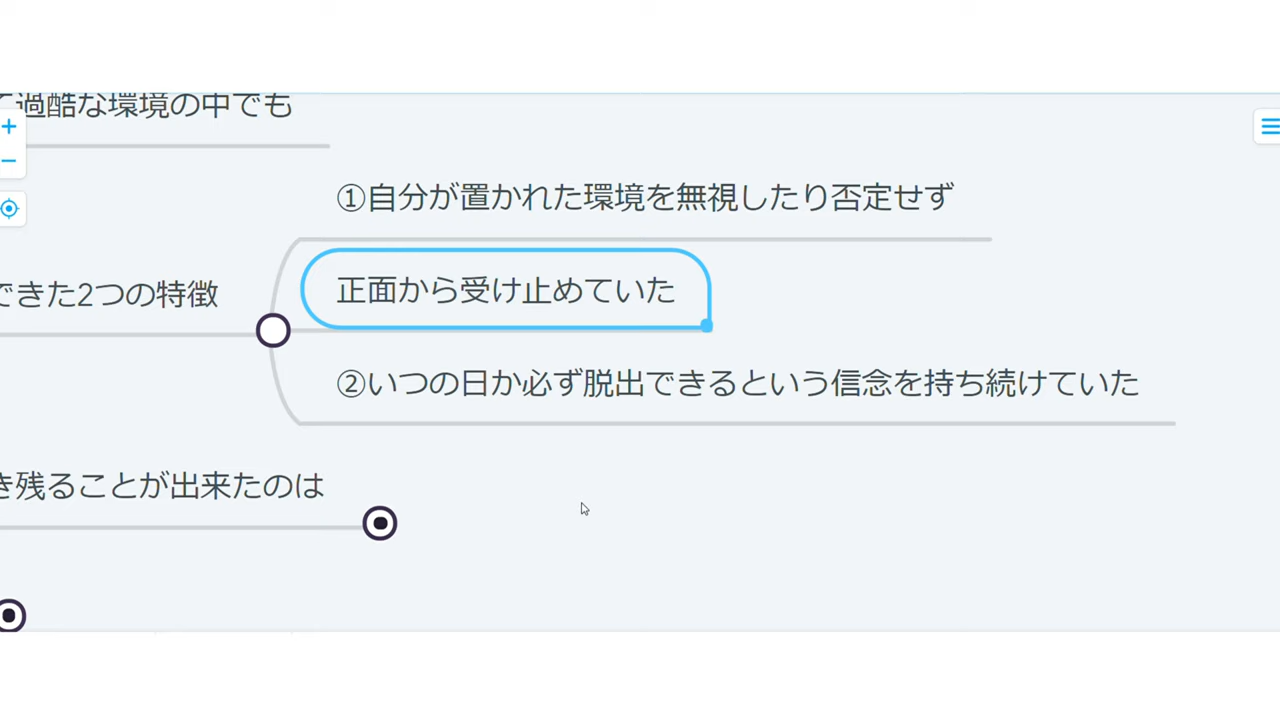 過酷な環境の中でも
①自分が置かれた環境を無視したり否定せず
正面から受け止めていた
できた2つの特徴
②いつの日か必ず脱出できるという信念を持ち続けていた
き残ることが出来たのは